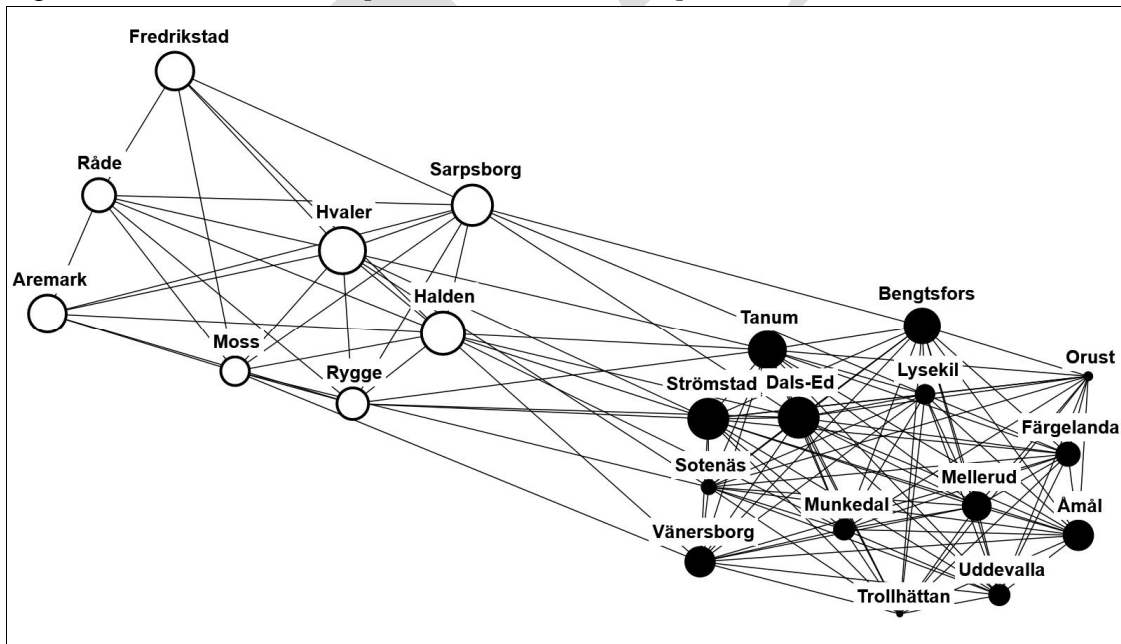 Fredrikstad
Råde
Sarpsborg
Hvaler
Aremark
Halden
Bengtsfors
Tanum
Moss
Orust
Rygge
Lysekil
Strömstad
Dals-Ed
Färgelanda
Sotenäs
Mellerud
Munkedal
Åmål
Vänersborg
Uddevalla
Trollhättan